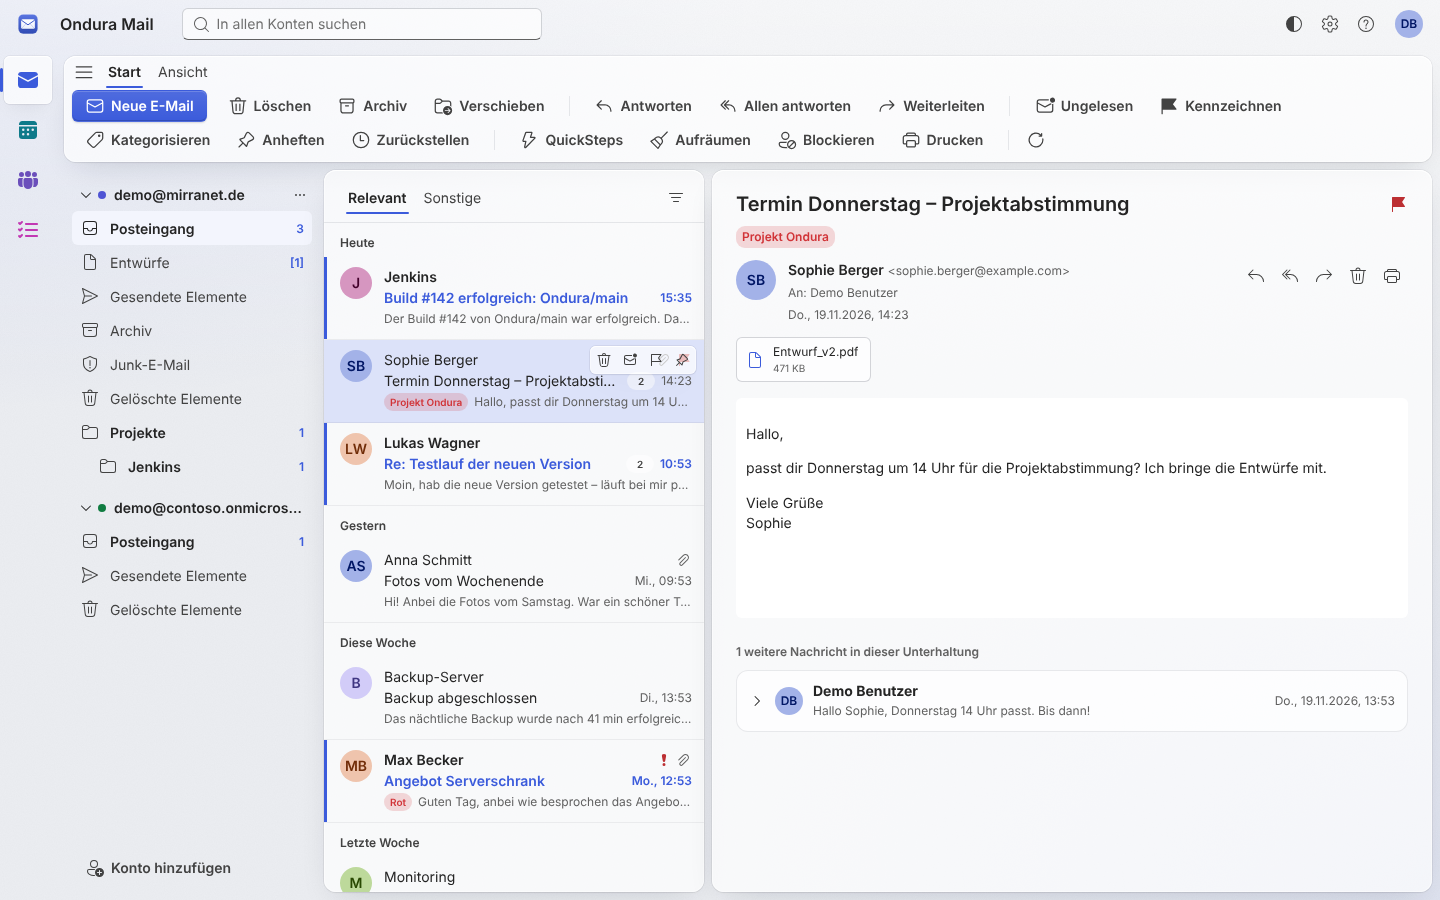 Ondura Mail
In allen Konten suchen
DB
Start
Ansicht
Neue E-Mail
Löschen
Archiv
Verschieben
Antworten
Allen antworten
Weiterleiten
Ungelesen
Kennzeichnen
Kategorisieren
Anheften
Zurückstellen
QuickSteps
Aufräumen
Blockieren
Drucken
demo@mirranet.de
Posteingang 3
Entwürfe [1]
Gesendete Elemente
Archiv
Junk-E-Mail
Gelöschte Elemente
Projekte 1
Jenkins 1
demo@contoso.onmicros...
Posteingang 1
Gesendete Elemente
Gelöschte Elemente
Konto hinzufügen
Relevant
Sonstige
Heute
J
Jenkins
Build #142 erfolgreich: Ondura/main 15:35
Der Build #142 von Ondura/main war erfolgreich. Da...
SB
Sophie Berger
Termin Donnerstag – Projektabsti... 2 14:23
Projekt Ondura Hallo, passt dir Donnerstag um 14 U...
LW
Lukas Wagner
Re: Testlauf der neuen Version 2 10:53
Moin, hab die neue Version getestet – läuft bei mir p...
Gestern
AS
Anna Schmitt
Fotos vom Wochenende Mi., 09:53
Hi! Anbei die Fotos vom Samstag. War ein schöner T...
Diese Woche
B
Backup-Server
Backup abgeschlossen Di., 13:53
Das nächtliche Backup wurde nach 41 min erfolgreic...
MB
Max Becker
Angebot Serverschrank Mo., 12:53
Rot Guten Tag, anbei wie besprochen das Angebo...
Letzte Woche
M
Monitoring
Termin Donnerstag – Projektabstimmung
Projekt Ondura
SB
Sophie Berger <sophie.berger@example.com>
An: Demo Benutzer
Do., 19.11.2026, 14:23
Entwurf_v2.pdf
471 KB
Hallo,
passt dir Donnerstag um 14 Uhr für die Projektabstimmung? Ich bringe die Entwürfe mit.
Viele Grüße
Sophie
1 weitere Nachricht in dieser Unterhaltung
DB
Demo Benutzer
Do., 19.11.2026, 13:53
Hallo Sophie, Donnerstag 14 Uhr passt. Bis dann!